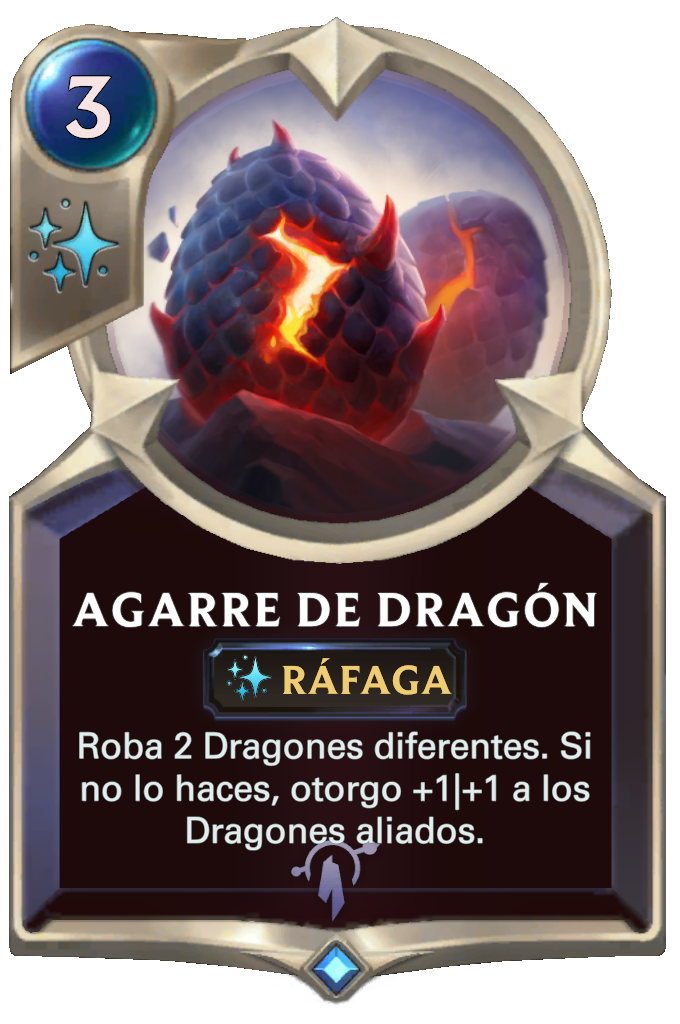 3
AGARRE DE DRAGÓN
RÁFAGA
Roba 2 Dragones diferentes. Si
no lo haces, otorgo +1|+1 a los
Dragones aliados.